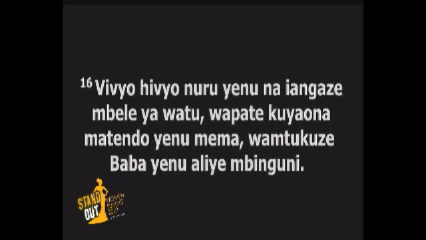 16 Vivyo hivyo nuru yenu na iangaze
mbele ya watu, wapate kuyaona
matendo yenu mema, wamtukuze
Baba yenu aliye mbinguni.
STAND
OUT